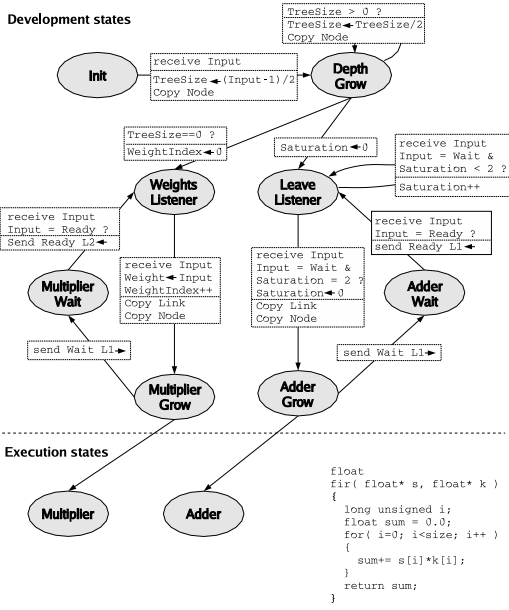 Development states
TreeSize > 0 ?
TreeSize←TreeSize/2
Copy Node
receive Input
TreeSize←(Input-1)/2
Copy Node
Init
Depth
Grow
TreeSize==0 ?
WeightIndex←0
Saturation←0
receive Input
Input = Wait &
Saturation < 2 ?
Saturation++
Weights
Listener
Leave
Listener
receive Input
Input = Ready ?
Send Ready L2←
receive Input
Input = Ready ?
send Ready L1←
receive Input
Weight←Input
WeightIndex++
Copy Link
Copy Node
receive Input
Input = Wait &
Saturation = 2 ?
Saturation←0
Copy Link
Copy Node
Multiplier
Wait
Adder
Wait
send Wait L1→
send Wait L1→
Multiplier
Grow
Adder
Grow
Execution states
Multiplier
Adder
float
fir( float* s, float* k )
{
long unsigned i;
float sum = 0.0;
for( i=0; i<size; i++ )
{
sum+= s[i]*k[i];
}
return sum;
}